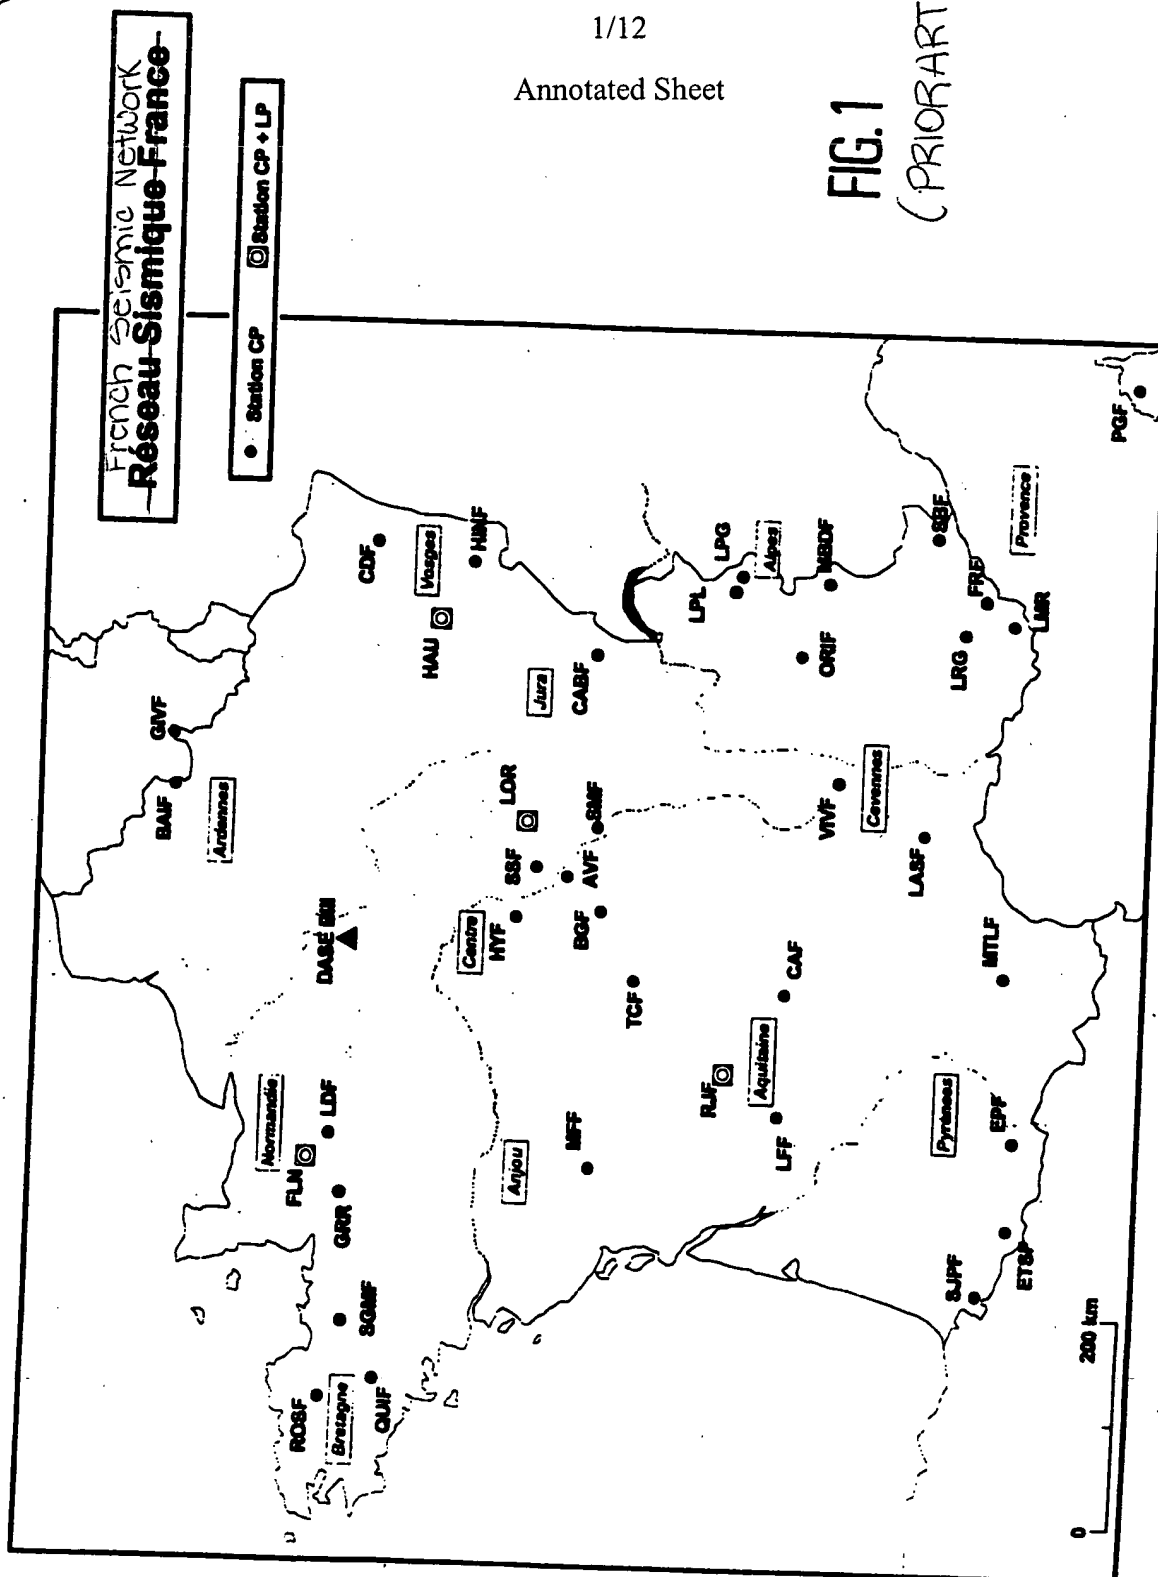 1/12
Annotated Sheet
FIG. 1
(PRIOR ART
French Seismic Network
Réseau Sismique France
Station CP
Station CP + LP
GIVF
BAIF
Ardennes
CDF
Vosges
HINF
HAU
Jura
CABF
LOR
SSF
SMF
AVF
HYF
BGF
Centre
DASE
TCF
Normandie
LDF
FLN
GRR
SGMF
ROSF
Bretagne
QUIF
Anjou
MFF
RJF
Aquitaine
LFF
CAF
LPG
LPL
Alpes
MBDF
ORIF
SBF
FRF
LRG
LMR
Provence
PGF
VIVF
Cevennes
LASF
MTLF
Pyrénées
EPF
ETSF
SJPF
0
200 km